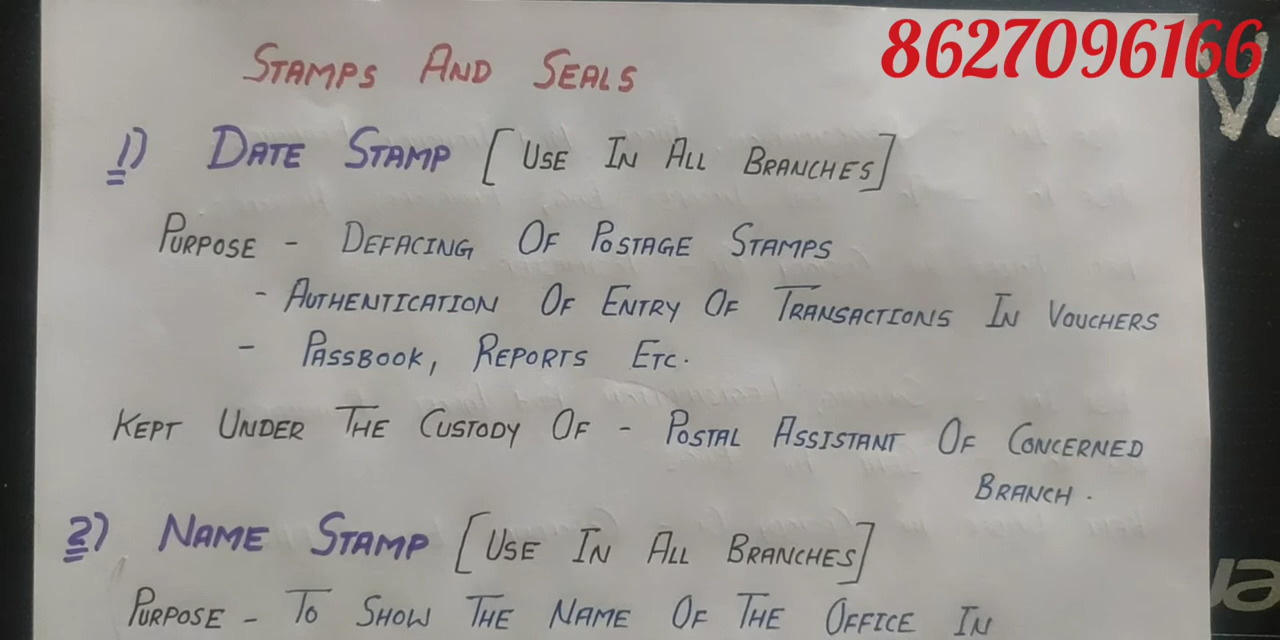 8627096166
STAMPS AND SEALS
1) DATE STAMP [USE IN ALL BRANCHES]
PURPOSE - DEFACING OF POSTAGE STAMPS
- AUTHENTICATION OF ENTRY OF TRANSACTIONS IN VOUCHERS
- PASSBOOK, REPORTS ETC.
KEPT UNDER THE CUSTODY OF - POSTAL ASSISTANT OF CONCERNED
BRANCH.
2) NAME STAMP [USE IN ALL BRANCHES]
PURPOSE - TO SHOW THE NAME OF THE OFFICE IN